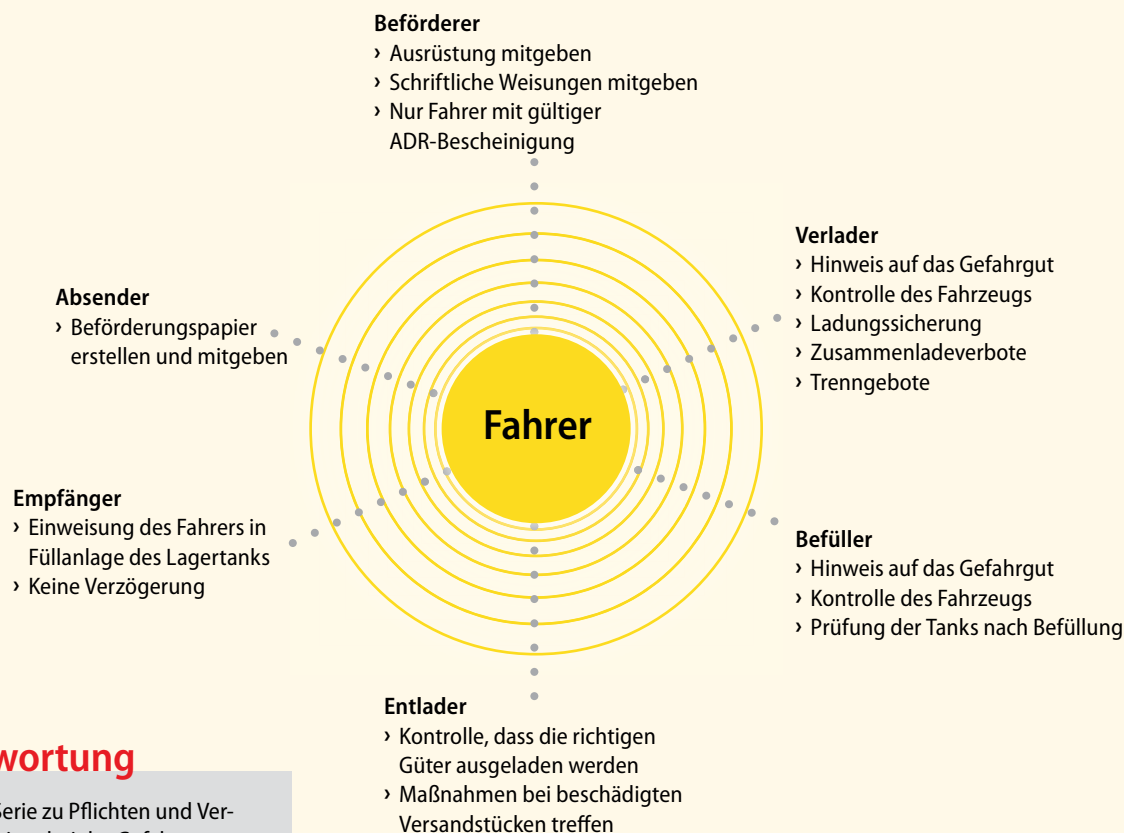 Beförderer
› Ausrüstung mitgeben
› Schriftliche Weisungen mitgeben
› Nur Fahrer mit gültiger
ADR-Bescheinigung
Verlader
› Hinweis auf das Gefahrgut
› Kontrolle des Fahrzeugs
› Ladungssicherung
› Zusammenladeverbote
› Trenngebote
Absender
› Beförderungspapier
erstellen und mitgeben
Fahrer
Empfänger
› Einweisung des Fahrers in
Füllanlage des Lagertanks
› Keine Verzögerung
Befüller
› Hinweis auf das Gefahrgut
› Kontrolle des Fahrzeugs
› Prüfung der Tanks nach Befüllung
Entlader
› Kontrolle, dass die richtigen
Güter ausgeladen werden
› Maßnahmen bei beschädigten
Versandstücken treffen
wortung
Serie zu Pflichten und Ver-